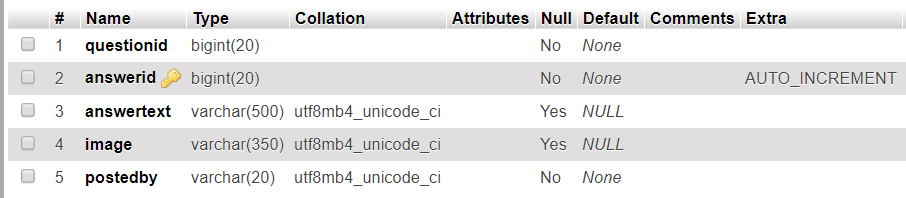 # Name Type Collation Attributes Null Default Comments Extra
1 questionid bigint(20) No None
2 answerid bigint(20) No None AUTO_INCREMENT
3 answertext varchar(500) utf8mb4_unicode_ci Yes NULL
4 image varchar(350) utf8mb4_unicode_ci Yes NULL
5 postedby varchar(20) utf8mb4_unicode_ci No None